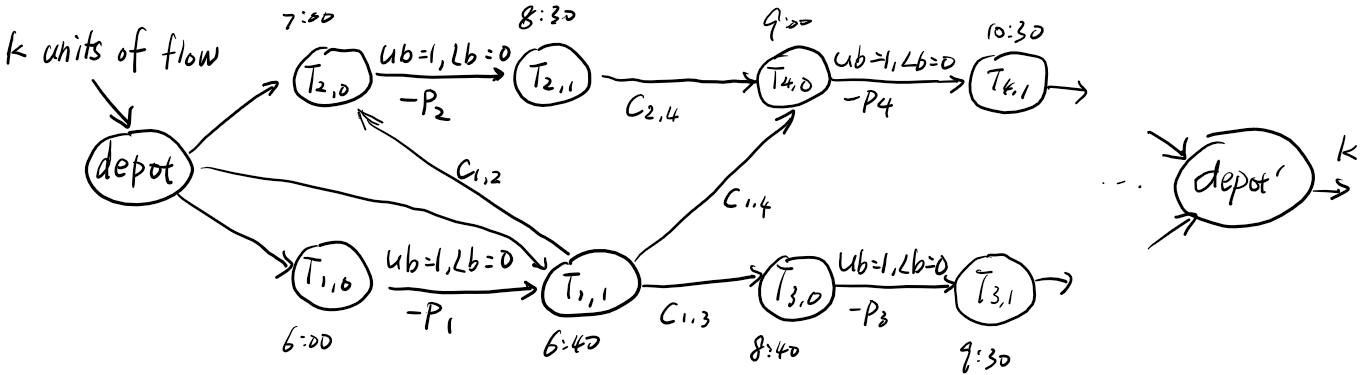 7:00
8:30
9:00
10:30
k units of flow
T2,0
ub=1, Lb=0
-P2
T2,1
C2,4
T4,0
ub=1, Lb=0
-P4
T4,1
depot
C1,2
C1,4
...
depot'
k
T1,0
ub=1, Lb=0
-P1
T1,1
C1,3
T3,0
ub=1, Lb=0
-P3
T3,1
6:00
6:40
8:40
9:30